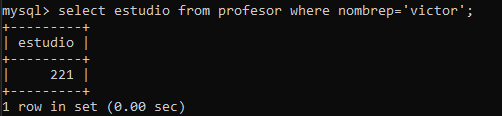 mysql> select estudio from profesor where nombrep='victor';
+---------+
| estudio |
+---------+
|     221 |
+---------+
1 row in set (0.00 sec)